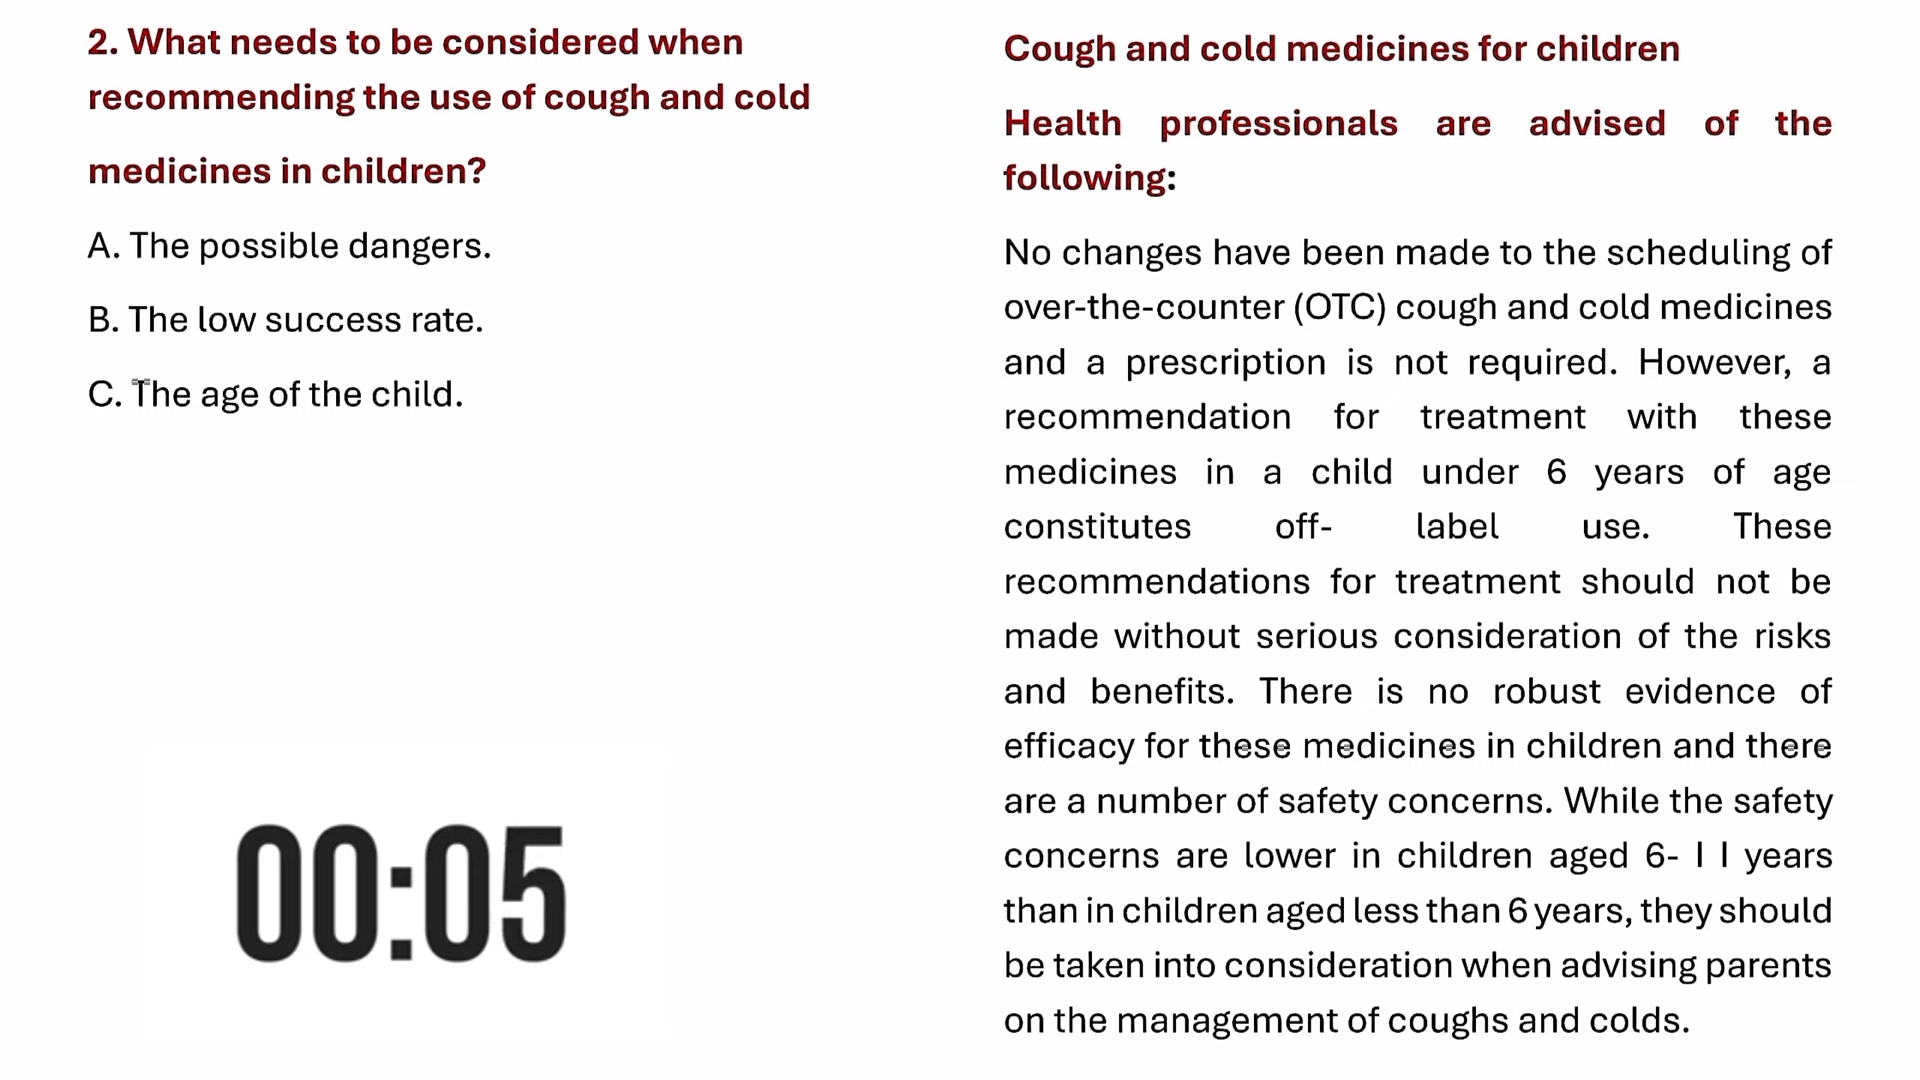 2. What needs to be considered when
recommending the use of cough and cold
medicines in children?
A. The possible dangers.
B. The low success rate.
C. The age of the child.
00:05
Cough and cold medicines for children
Health professionals are advised of the
following:
No changes have been made to the scheduling of
over-the-counter (OTC) cough and cold medicines
and a prescription is not required. However, a
recommendation for treatment with these
medicines in a child under 6 years of age
constitutes off- label use. These
recommendations for treatment should not be
made without serious consideration of the risks
and benefits. There is no robust evidence of
efficacy for these medicines in children and there
are a number of safety concerns. While the safety
concerns are lower in children aged 6- I I years
than in children aged less than 6 years, they should
be taken into consideration when advising parents
on the management of coughs and colds.